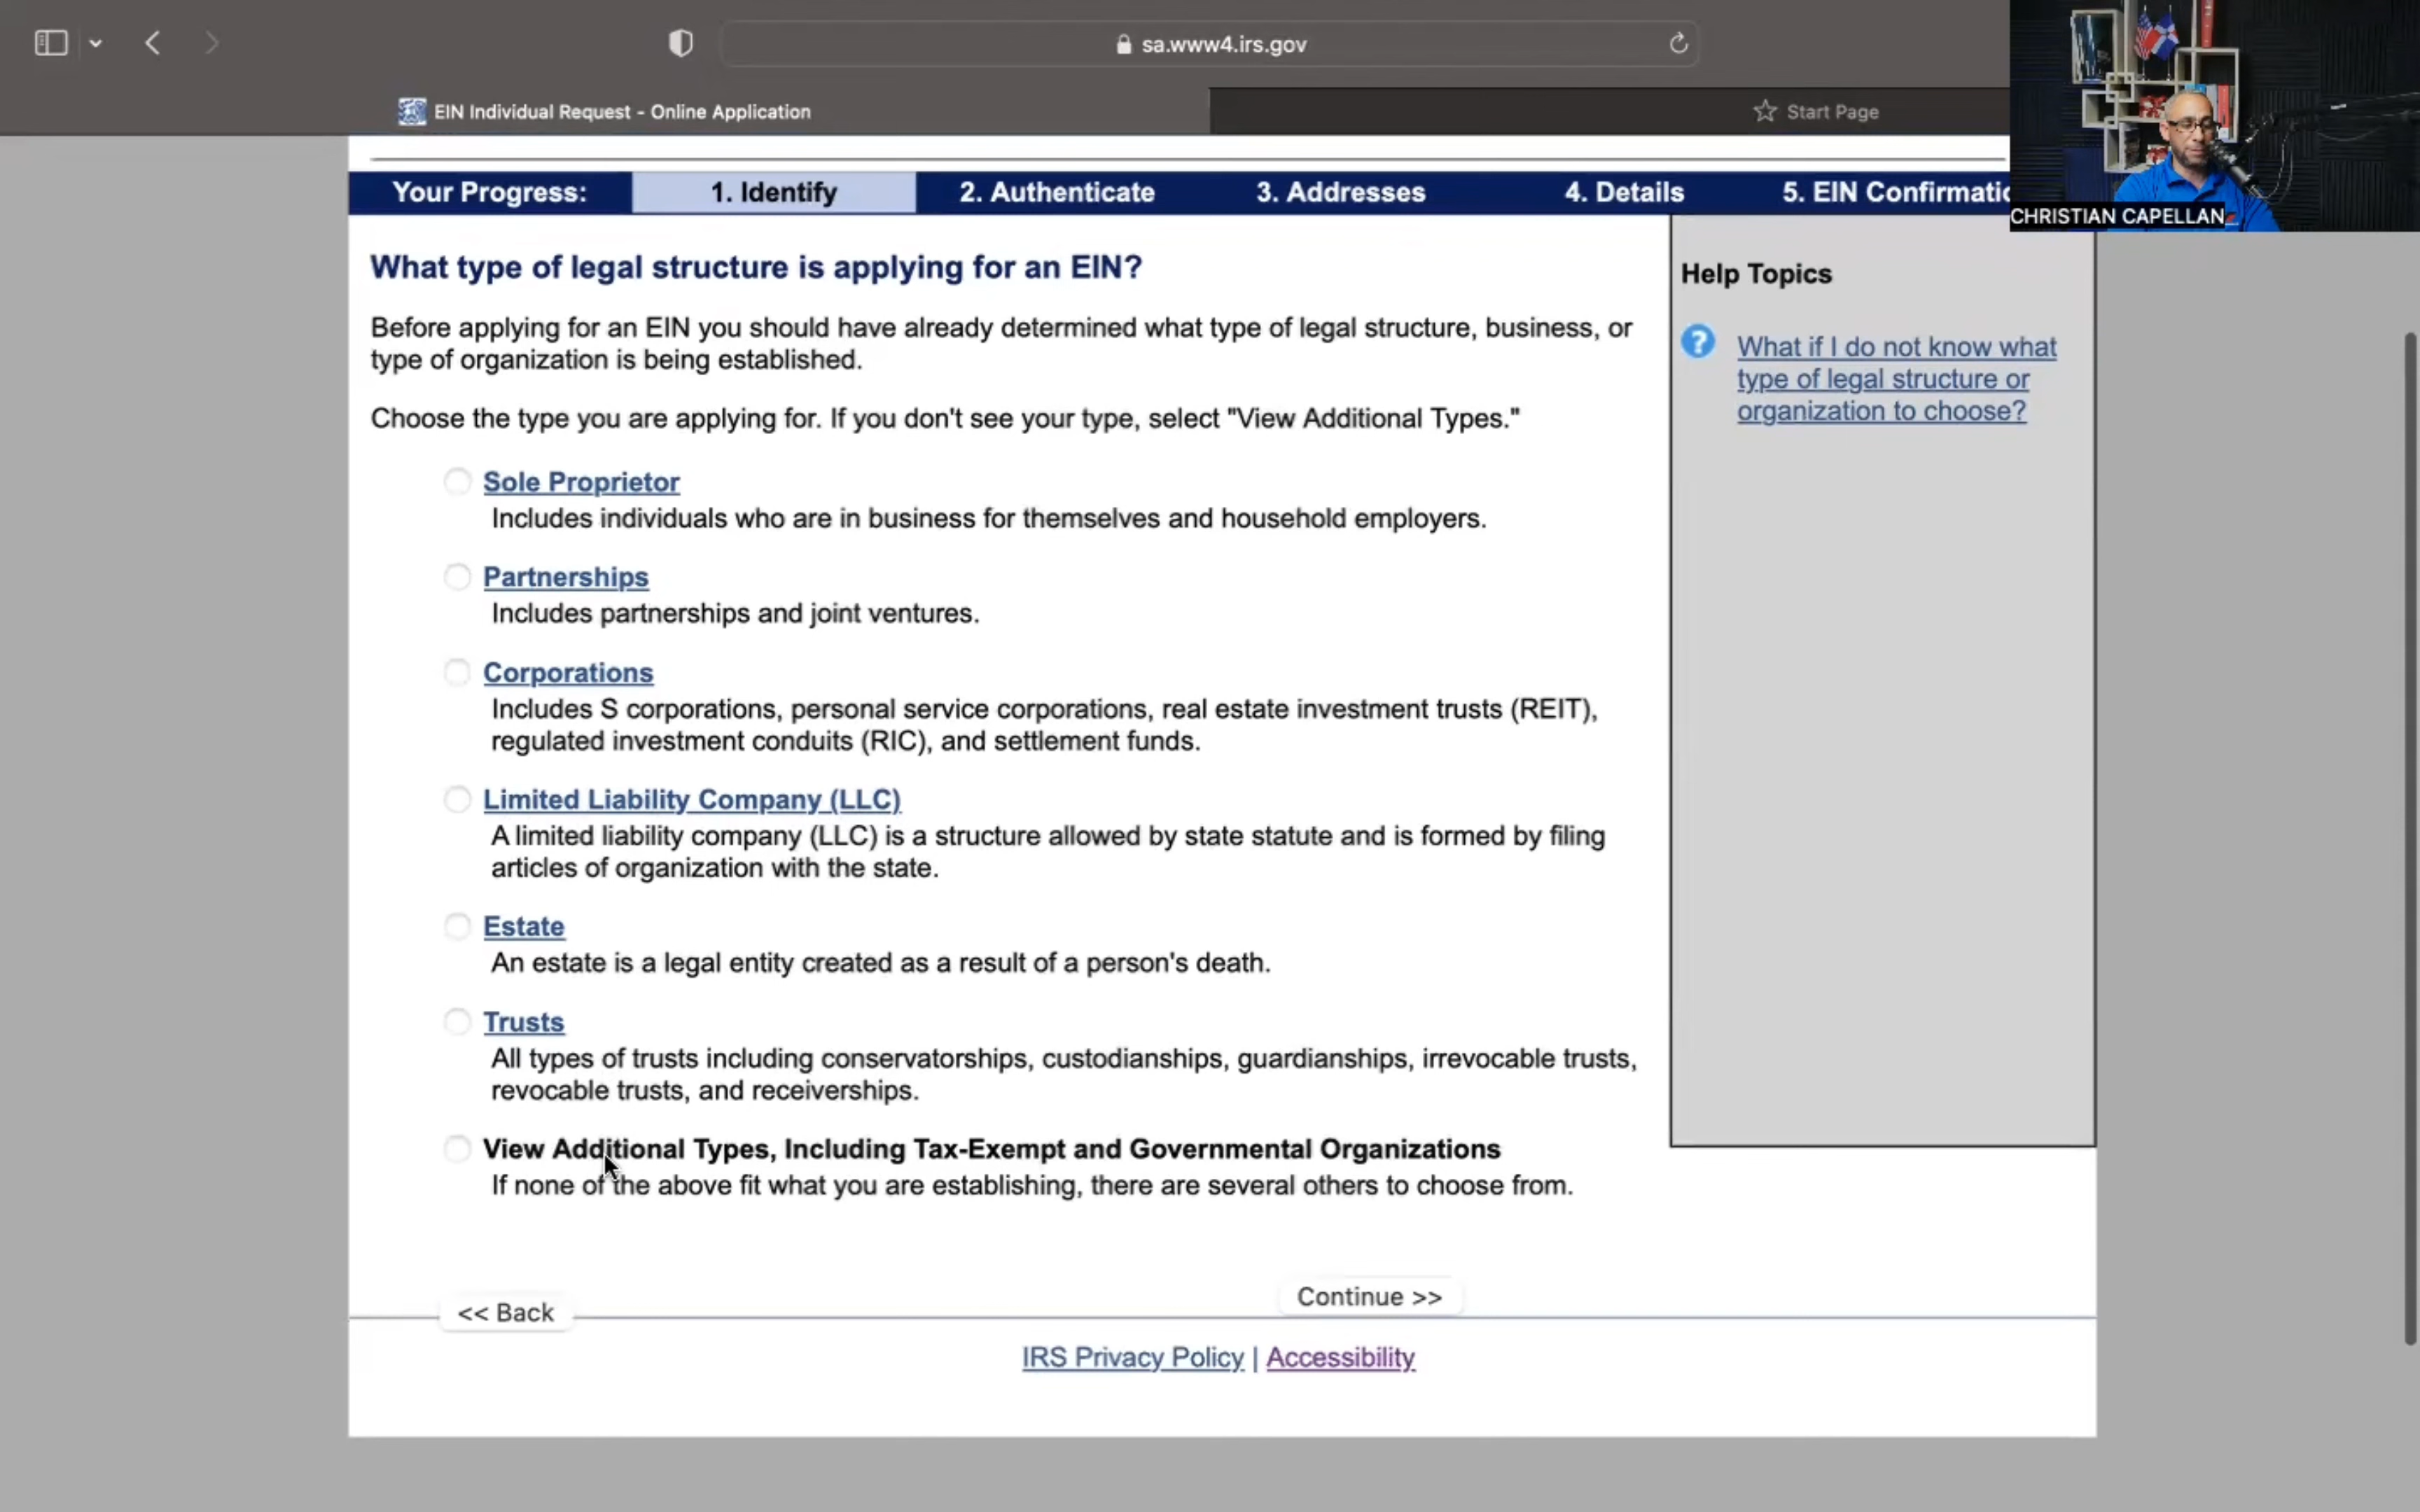 sa.www4.irs.gov
EIN Individual Request - Online Application
Start Page
CHRISTIAN CAPELLAN
Your Progress: 1. Identify 2. Authenticate 3. Addresses 4. Details 5. EIN Confirmatio
What type of legal structure is applying for an EIN?
Before applying for an EIN you should have already determined what type of legal structure, business, or
type of organization is being established.
Choose the type you are applying for. If you don't see your type, select "View Additional Types."
Sole Proprietor
Includes individuals who are in business for themselves and household employers.
Partnerships
Includes partnerships and joint ventures.
Corporations
Includes S corporations, personal service corporations, real estate investment trusts (REIT),
regulated investment conduits (RIC), and settlement funds.
Limited Liability Company (LLC)
A limited liability company (LLC) is a structure allowed by state statute and is formed by filing
articles of organization with the state.
Estate
An estate is a legal entity created as a result of a person's death.
Trusts
All types of trusts including conservatorships, custodianships, guardianships, irrevocable trusts,
revocable trusts, and receiverships.
View Additional Types, Including Tax-Exempt and Governmental Organizations
If none of the above fit what you are establishing, there are several others to choose from.
Help Topics
?
What if I do not know what
type of legal structure or
organization to choose?
<< Back
Continue >>
IRS Privacy Policy | Accessibility